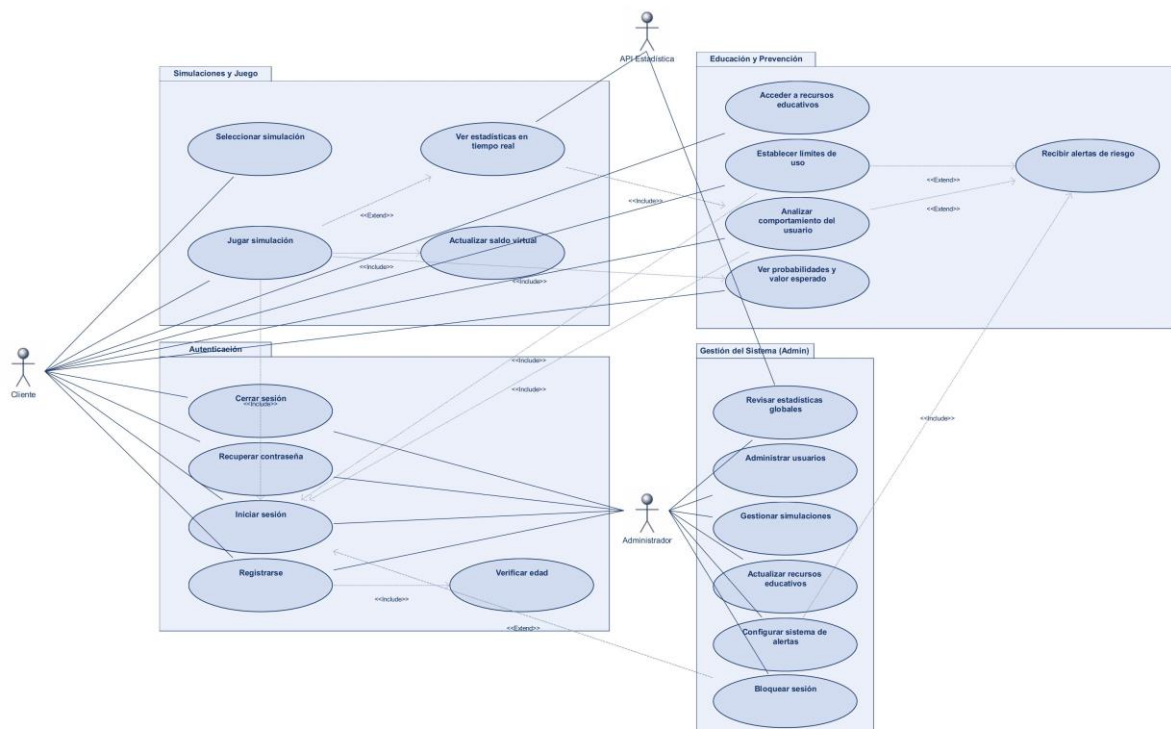 API Estadística
Simulaciones y Juego
Seleccionar simulación
Ver estadísticas en
tiempo real
<<Extend>>
Jugar simulación
Actualizar saldo virtual
<<Include>>
<<Include>>
Educación y Prevención
Acceder a recursos
educativos
Establecer límites de
uso
Recibir alertas de riesgo
<<Extend>>
<<Include>>
Analizar
comportamiento del
usuario
<<Extend>>
Ver probabilidades y
valor esperado
Cliente
Autenticación
Cerrar sesión
<<Include>>
<<Include>>
<<Include>>
Recuperar contraseña
Iniciar sesión
Registrarse
Verificar edad
<<Include>>
<<Extend>>
Administrador
Gestión del Sistema (Admin)
Revisar estadísticas
globales
<<Include>>
Administrar usuarios
Gestionar simulaciones
Actualizar recursos
educativos
Configurar sistema de
alertas
Bloquear sesión